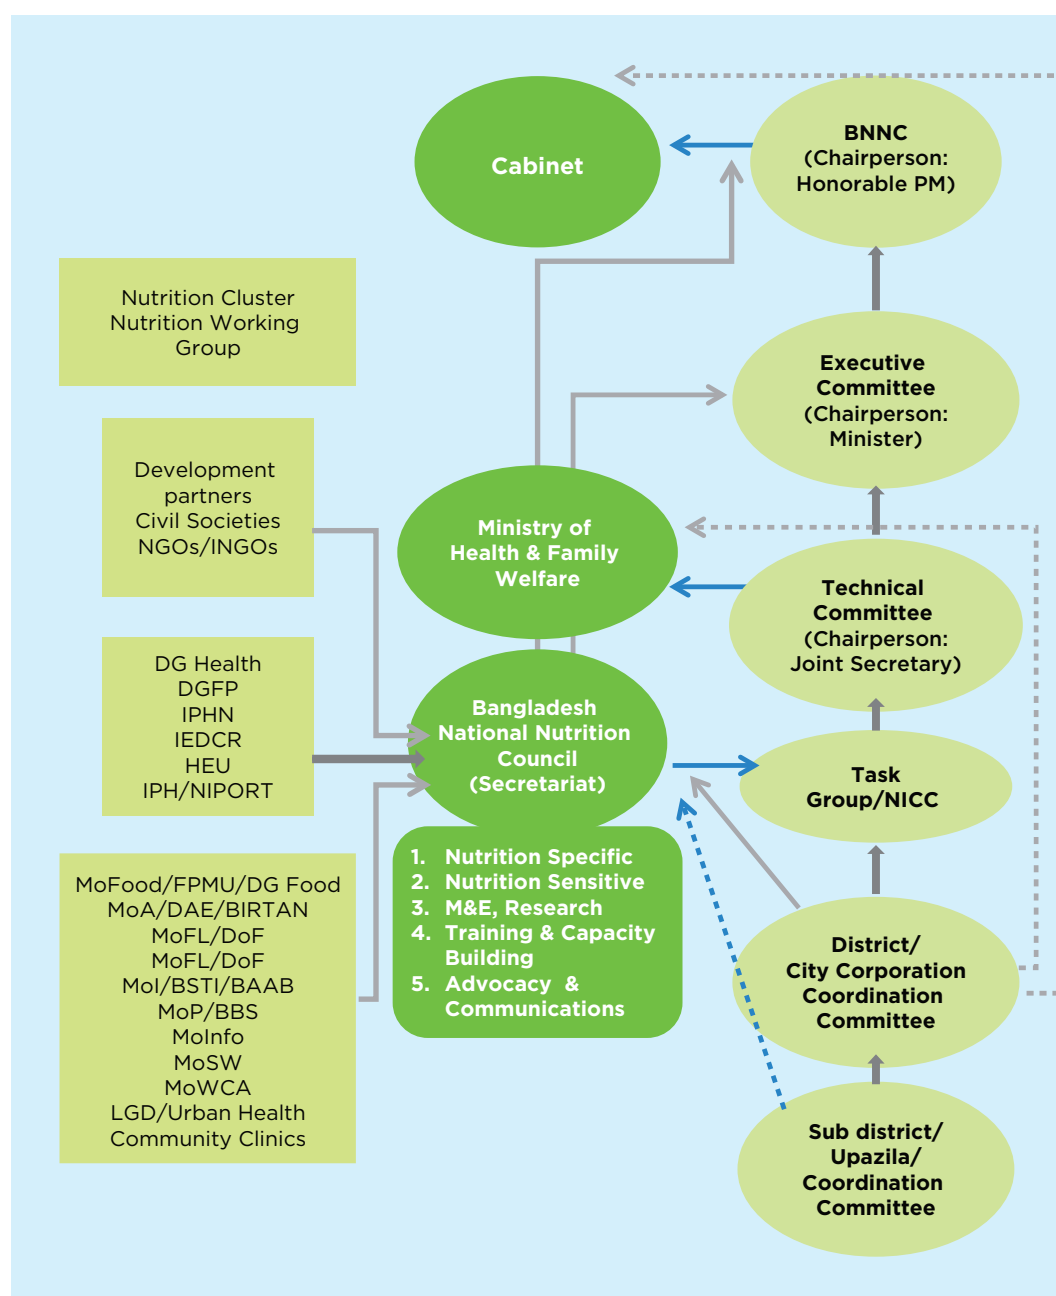 Cabinet
BNNC
(Chairperson:
Honorable PM)
Nutrition Cluster
Nutrition Working
Group
Executive
Committee
(Chairperson:
Minister)
Development
partners
Civil Societies
NGOs/INGOs
Ministry of
Health & Family
Welfare
Technical
Committee
(Chairperson:
Joint Secretary)
DG Health
DGFP
IPHN
IEDCR
HEU
IPH/NIPORT
Bangladesh
National Nutrition
Council
(Secretariat)
Task
Group/NICC
1. Nutrition Specific
2. Nutrition Sensitive
3. M&E, Research
4. Training & Capacity
Building
5. Advocacy &
Communications
MoFood/FPMU/DG Food
MoA/DAE/BIRTAN
MoFL/DoF
MoFL/DoF
MoI/BSTI/BAAB
MoP/BBS
MoInfo
MoSW
MoWCA
LGD/Urban Health
Community Clinics
District/
City Corporation
Coordination
Committee
Sub district/
Upazila/
Coordination
Committee